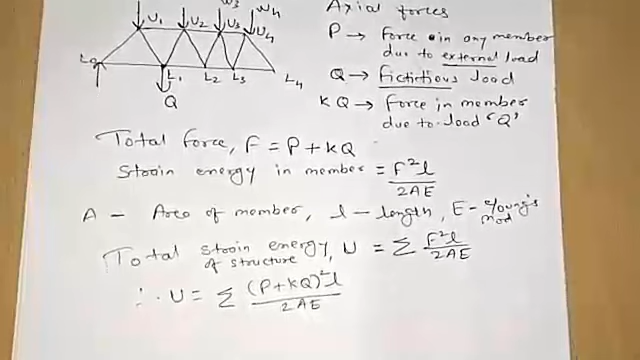 W3 W4
U1 U2 U3 U4
L0 L1 L2 L3 L4
Q
Axial forces
P → Force in any member
due to external load
Q → Fictitious load
KQ → Force in member
due to load 'Q'
Total force, F = P + KQ
Strain energy in member = F²l / 2AE
A — Area of member, l — length, E — Young's mod
Total strain energy of structure, U = Σ F²l / 2AE
∴ U = Σ (P+KQ)²l / 2AE